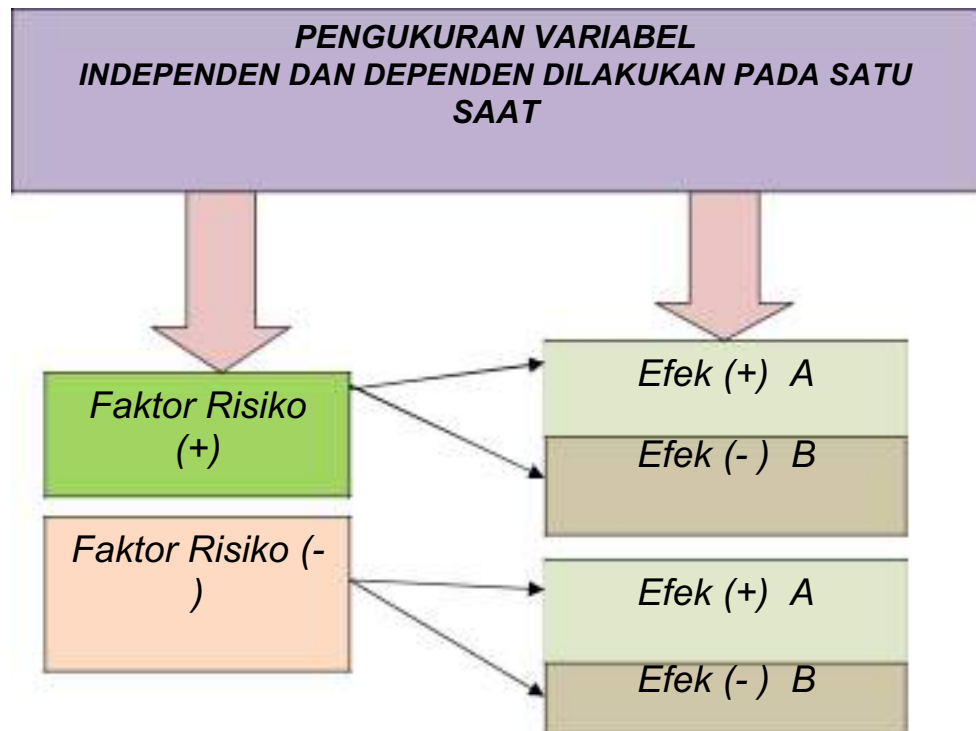 PENGUKURAN VARIABEL
INDEPENDEN DAN DEPENDEN DILAKUKAN PADA SATU
SAAT
Faktor Risiko
(+)
Efek (+) A
Efek (- ) B
Faktor Risiko (-
)
Efek (+) A
Efek (- ) B